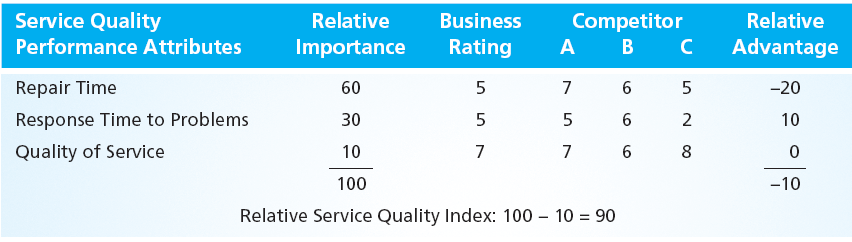 Service Quality Relative Business Competitor Relative
Performance Attributes Importance Rating A B C Advantage
Repair Time 60 5 7 6 5 –20
Response Time to Problems 30 5 5 6 2 10
Quality of Service 10 7 7 6 8 0
100 –10
Relative Service Quality Index: 100 – 10 = 90